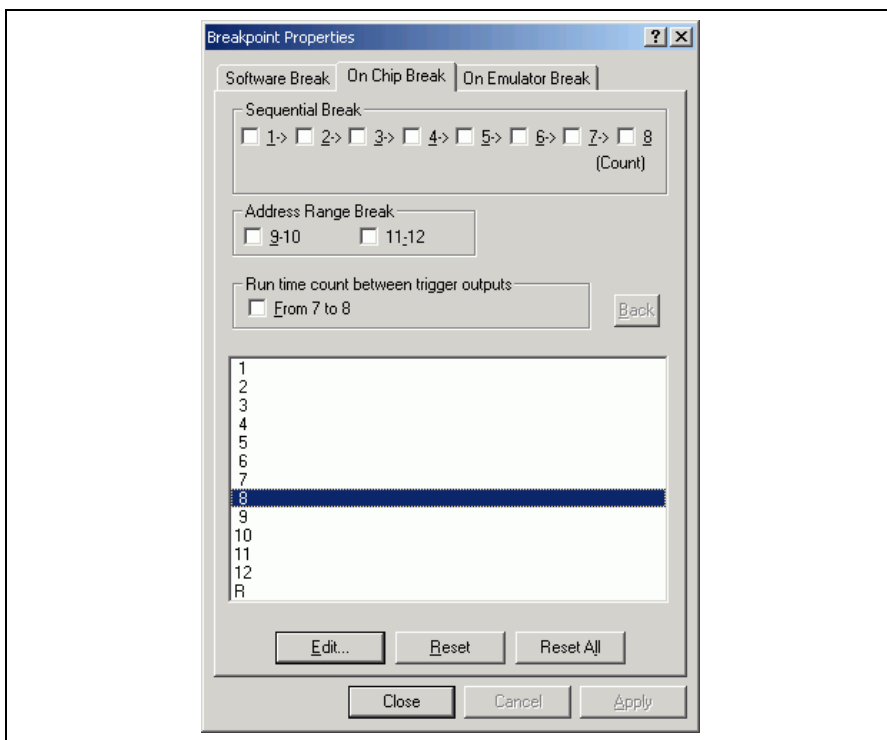 Breakpoint Properties
Software Break On Chip Break On Emulator Break
Sequential Break
1-> 2-> 3-> 4-> 5-> 6-> 7-> 8
(Count)
Address Range Break
9-10 11-12
Run time count between trigger outputs
From 7 to 8
Back
1
2
3
4
5
6
7
8
9
10
11
12
R
Edit... Reset Reset All
Close Cancel Apply